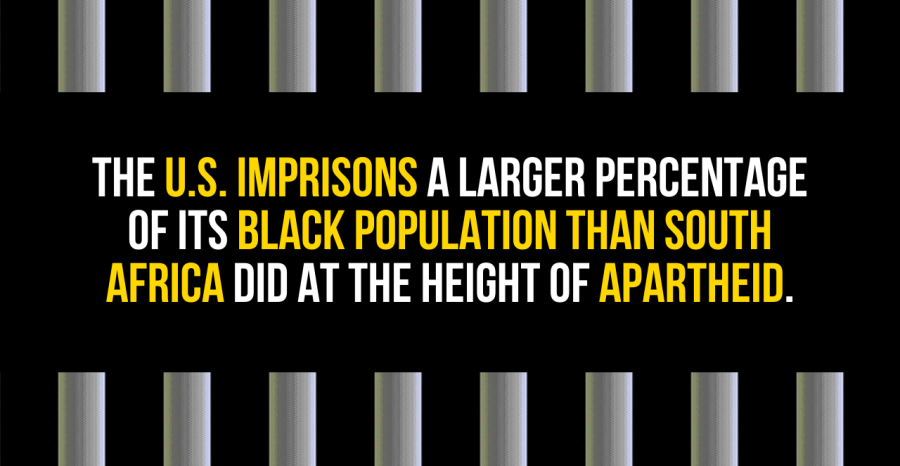 THE U.S. IMPRISONS A LARGER PERCENTAGE
OF ITS BLACK POPULATION THAN SOUTH
AFRICA DID AT THE HEIGHT OF APARTHEID.